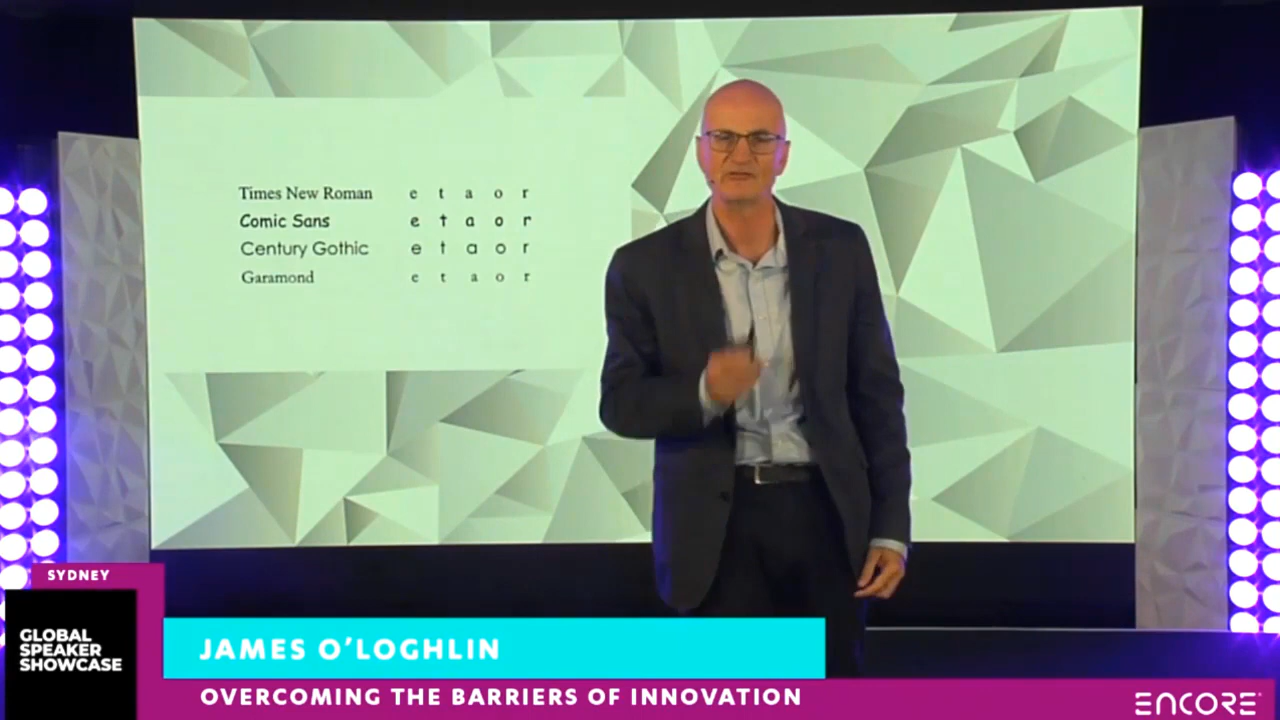 Times New Roman e t a o r
Comic Sans e t a o r
Century Gothic e t a o r
Garamond e t a o r
SYDNEY
GLOBAL
SPEAKER
SHOWCASE
JAMES O'LOGHLIN
OVERCOMING THE BARRIERS OF INNOVATION
ENCORE